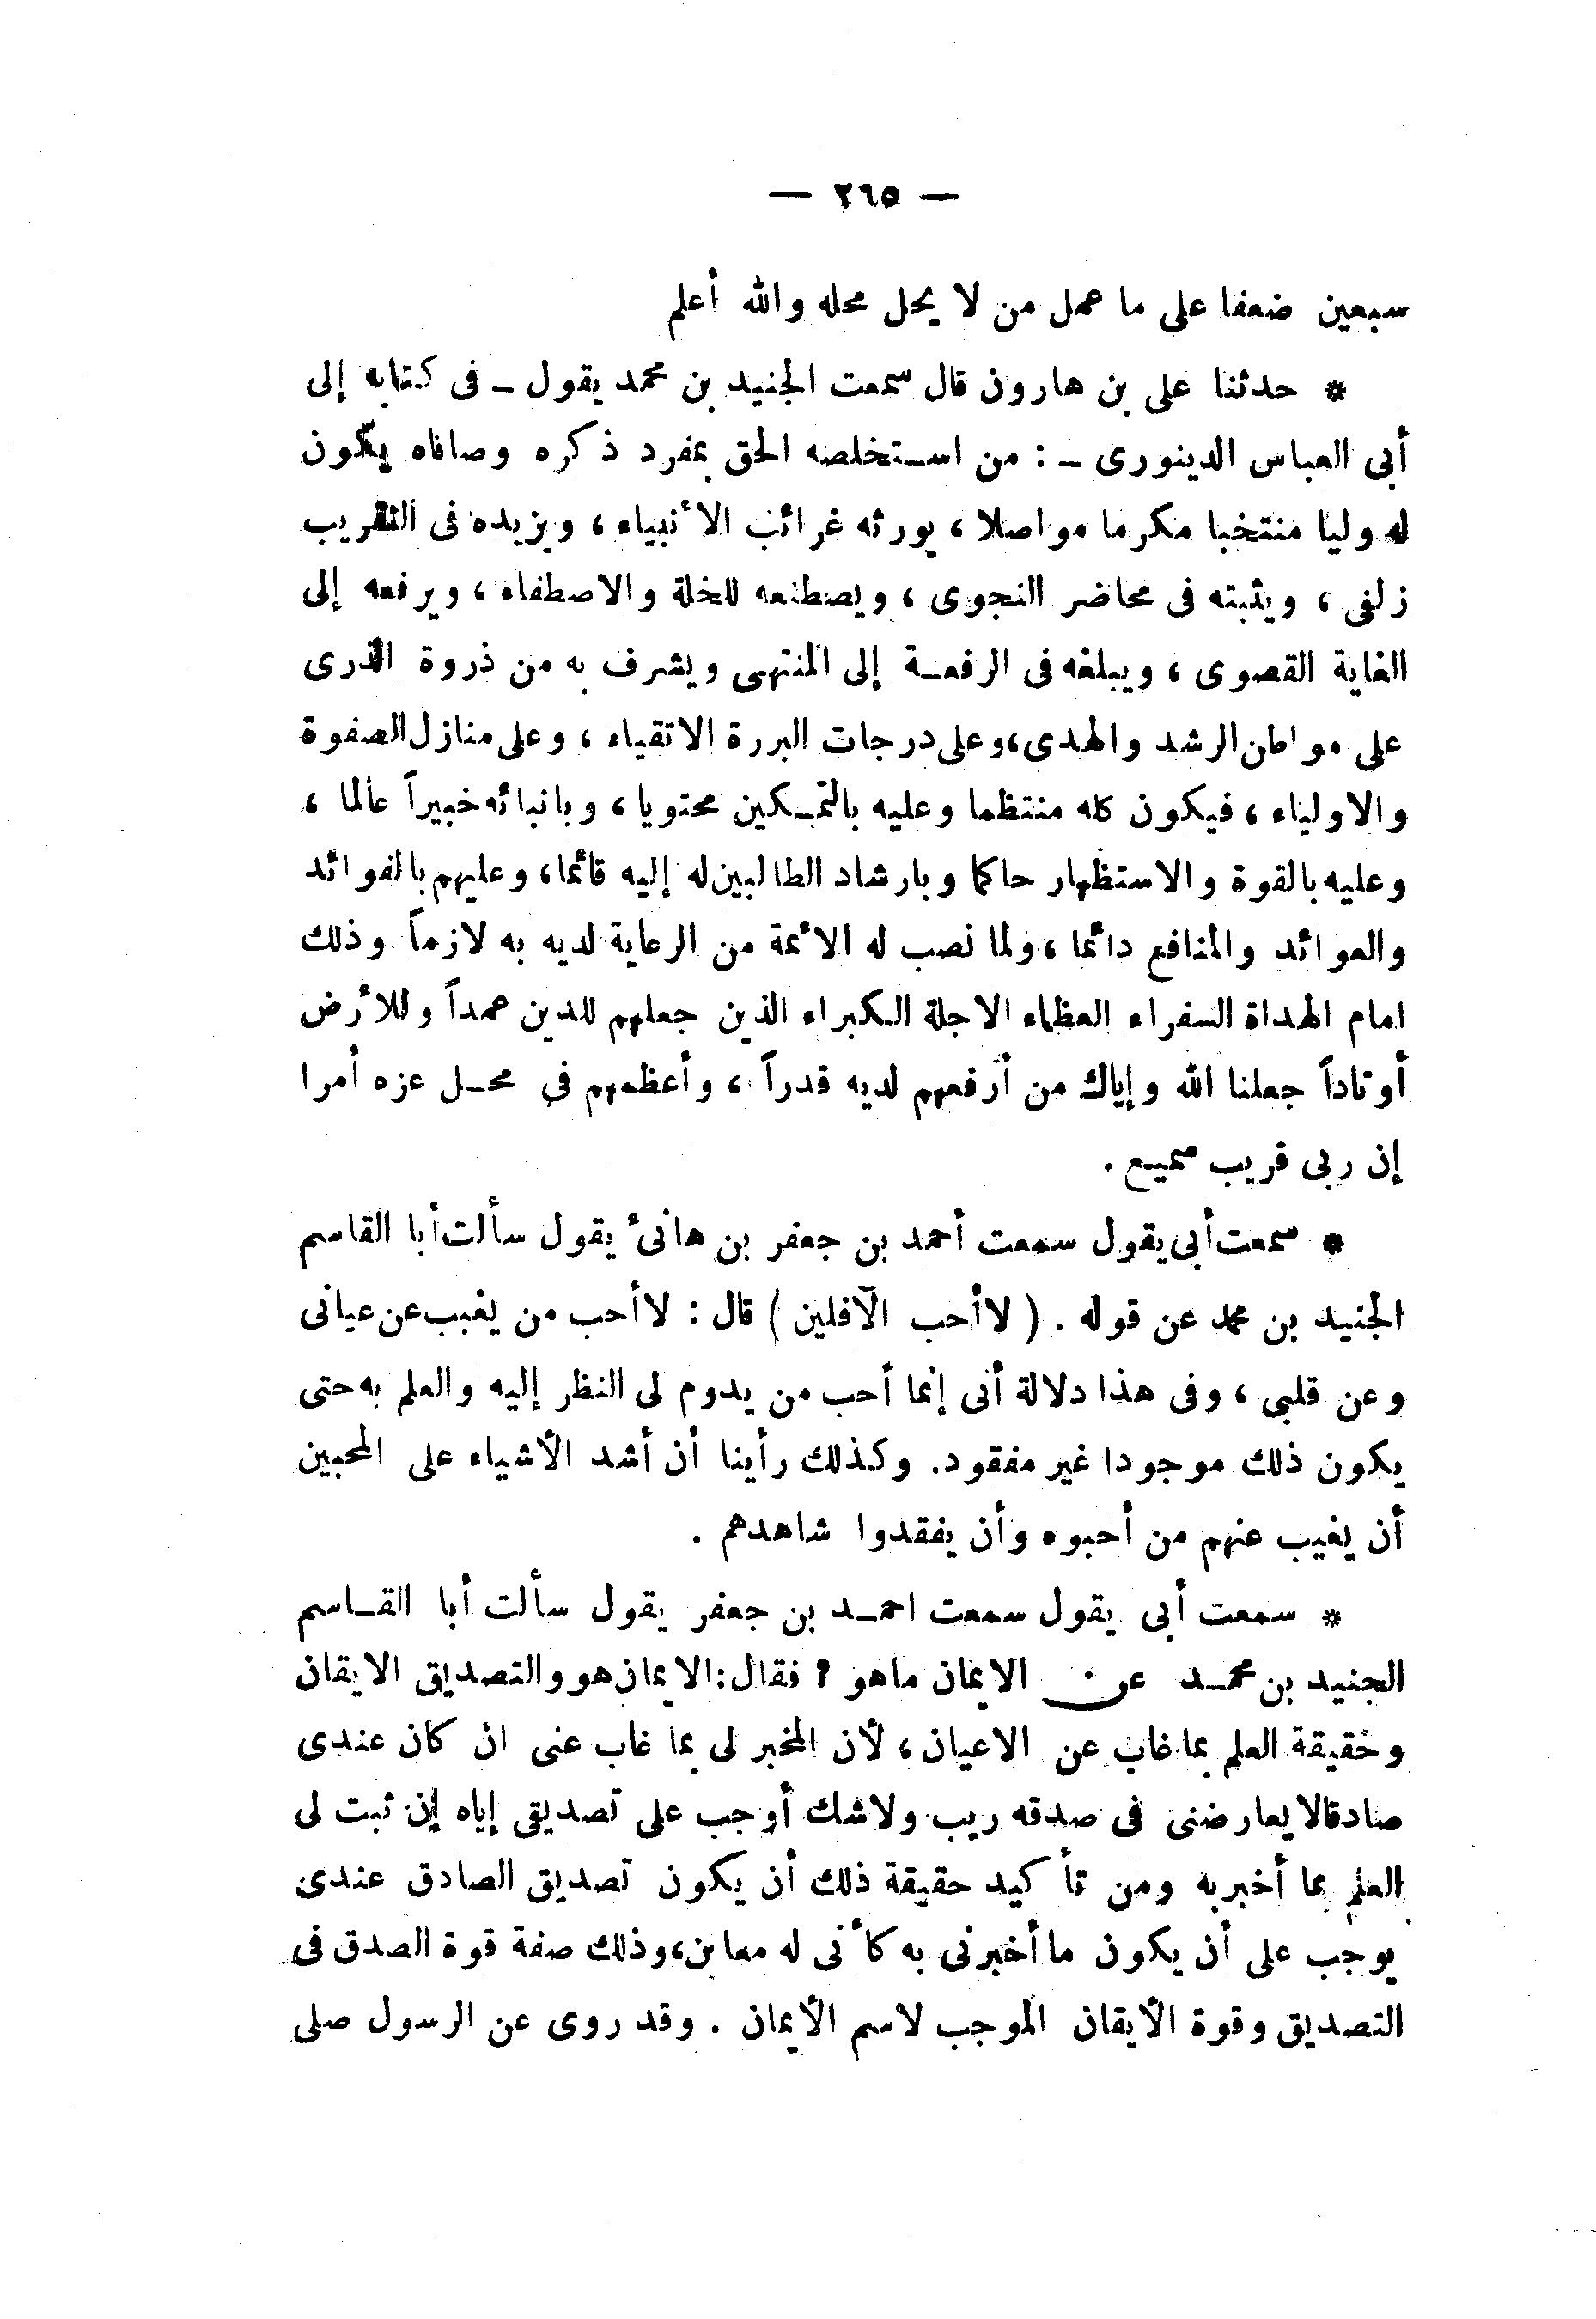 — ٢٦٥ —
سبعين ضعفا على ما عمل من لا يحل محله والله أعلم
* حدثنا على بن هارون قال سمعت الجنيد بن محمد يقول ـ فى كتابه إلى
أبى العباس الدينورى ـ : من استخلصه الحق بمفرد ذكره وصافاه يكون
له وليا منتخبا مكرما مواصلا ، يورثه غرائب الأنبياء ، ويزيده فى التقريب
زلفى ، ويثبته فى محاضر النجوى ، ويصطنعه للخلة والاصطفاء ، ويرفعه إلى
الغاية القصوى ، ويبلغه فى الرفعة إلى المنتهى ويشرف به من ذروة الذرى
على مواطن الرشد والهدى ، وعلى درجات البررة الاتقياء ، وعلى منازل الصفوة
والاولياء ، فيكون كله منتظما وعليه بالتمكين محتويا ، وبانبائه خبيراً عالما ،
وعليه بالقوة والاستظهار حاكما وبارشاد الطالبين له إليه قائما ، وعليهم بالفوائد
والعوائد والمنافع دائما ، ولما نصب له الأئمة من الرعاية لديه به لازماً وذلك
امام الهداة السفراء العظماء الاجلة الكبراء الذين جعلهم للدين عمداً وللأرض
أوتاداً جعلنا الله وإياك من أرفعهم لديه قدراً ، وأعظمهم في محل عزه أمرا
إن ربى قريب سميع .
* سمعت أبى يقول سمعت أحمد بن جعفر بن هانئ يقول سألت أبا القاسم
الجنيد بن محمد عن قوله . ( لا أحب الآفلين ) قال : لا أحب من يغيب عن عيانى
وعن قلبى ، وفى هذا دلالة أنى إنما أحب من يدوم لى النظر إليه والعلم به حتى
يكون ذلك موجودا غير مفقود . وكذلك رأينا أن أشد الأشياء على المحبين
أن يغيب عنهم من أحبوه وأن يفقدوا شاهدهم .
* سمعت أبى يقول سمعت احمد بن جعفر يقول سألت أبا القاسم
الجنيد بن محمد عن الايمان ماهو ؟ فقال : الايمان هو والتصديق الايقان
وحقيقة العلم بما غاب عن الاعيان ، لأن المخبر لى بما غاب عنى ان كان عندى
صادقا لا يعارضنى فى صدقه ريب ولا شك أوجب على تصديقى إياه إن ثبت لى
العلم بما أخبر به ومن تأكيد حقيقة ذلك أن يكون تصديق الصادق عندى
يوجب على أن يكون ما أخبرنى به كأنى له معاين ، وذلك صفة قوة الصدق فى
التصديق وقوة الأيقان الموجب لاسم الأيمان . وقد روى عن الرسول صلى